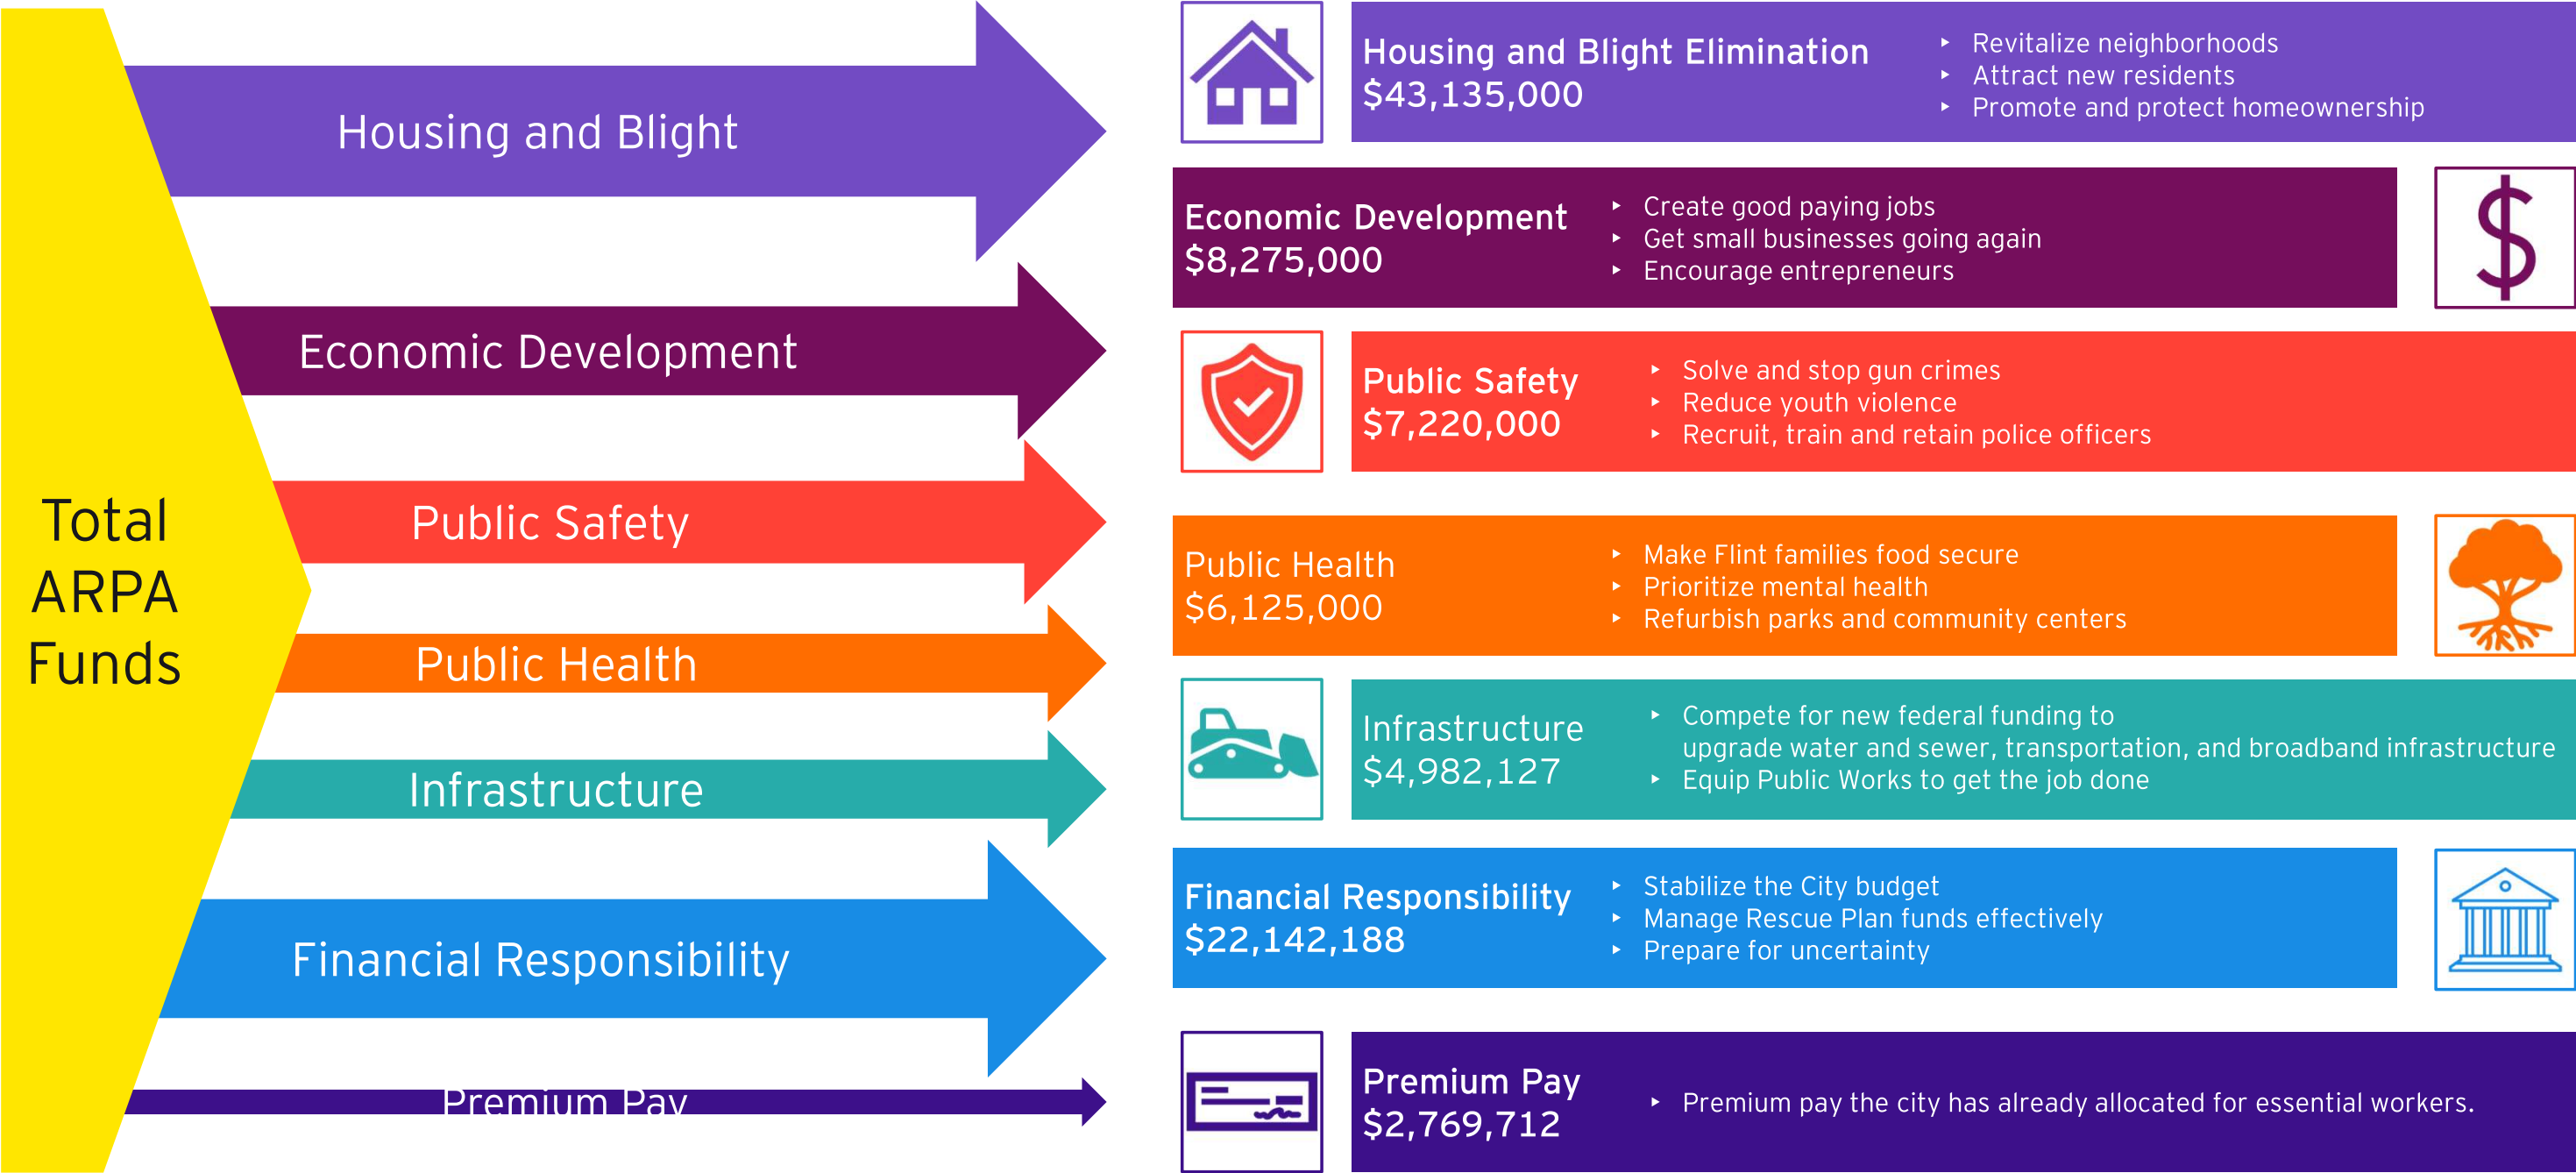 Total
ARPA
Funds
Housing and Blight
Economic Development
Public Safety
Public Health
Infrastructure
Financial Responsibility
Premium Pay
Housing and Blight Elimination
$43,135,000
‣ Revitalize neighborhoods
‣ Attract new residents
‣ Promote and protect homeownership
Economic Development
$8,275,000
‣ Create good paying jobs
‣ Get small businesses going again
‣ Encourage entrepreneurs
Public Safety
$7,220,000
‣ Solve and stop gun crimes
‣ Reduce youth violence
‣ Recruit, train and retain police officers
Public Health
$6,125,000
‣ Make Flint families food secure
‣ Prioritize mental health
‣ Refurbish parks and community centers
Infrastructure
$4,982,127
‣ Compete for new federal funding to
upgrade water and sewer, transportation, and broadband infrastructure
‣ Equip Public Works to get the job done
Financial Responsibility
$22,142,188
‣ Stabilize the City budget
‣ Manage Rescue Plan funds effectively
‣ Prepare for uncertainty
Premium Pay
$2,769,712
‣ Premium pay the city has already allocated for essential workers.